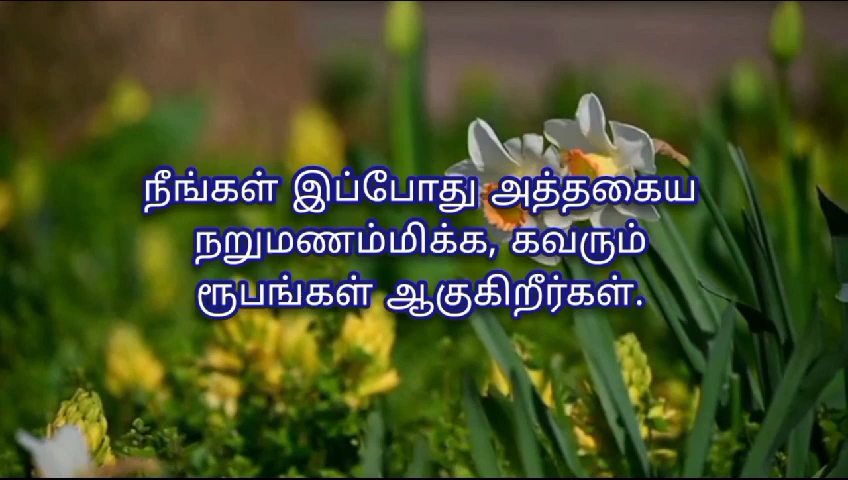 நீங்கள் இப்போது அத்தகைய
நறுமணம்மிக்க, கவரும்
ரூபங்கள் ஆகுகிறீர்கள்.